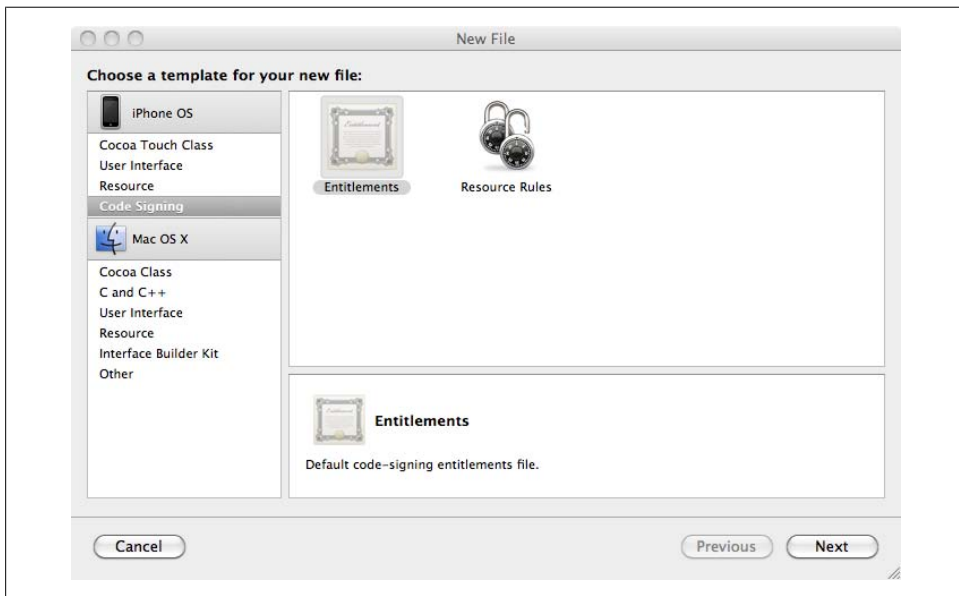 New File
Choose a template for your new file:
iPhone OS
Cocoa Touch Class
User Interface
Resource
Code Signing
Mac OS X
Cocoa Class
C and C++
User Interface
Resource
Interface Builder Kit
Other
Entitlements
Resource Rules
Entitlements
Default code-signing entitlements file.
Cancel
Previous
Next